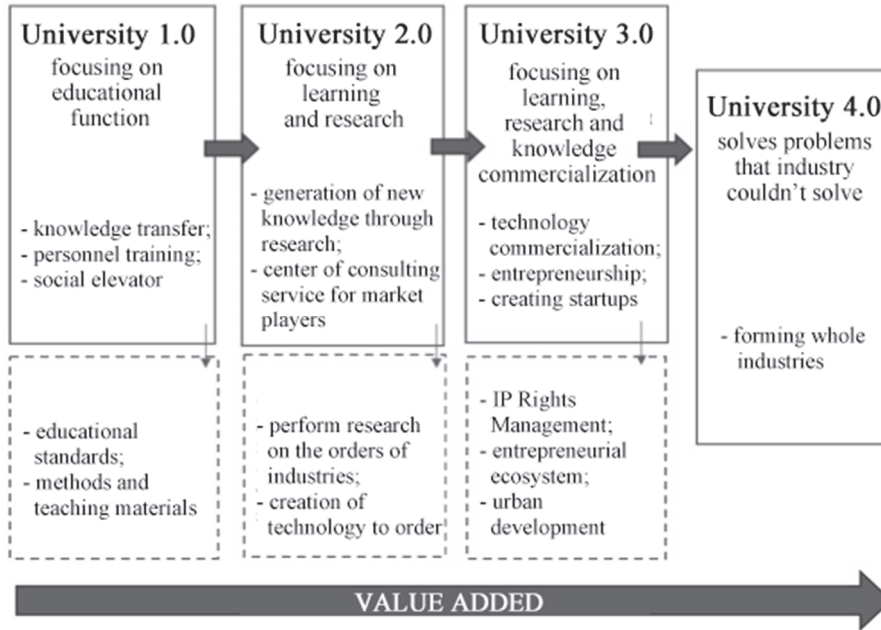 University 1.0
focusing on
educational
function
- knowledge transfer;
- personnel training;
- social elevator
- educational
standards;
- methods and
teaching materials
University 2.0
focusing on
learning
and research
- generation of new
knowledge through
research;
- center of consulting
service for market
players
- perform research
on the orders of
industries;
- creation of
technology to order
University 3.0
focusing on
learning,
research and
knowledge
commercialization
- technology
commercialization;
- entrepreneurship;
- creating startups
- IP Rights
Management;
- entrepreneurial
ecosystem;
- urban
development
University 4.0
solves problems
that industry
couldn't solve
- forming whole
industries
VALUE ADDED